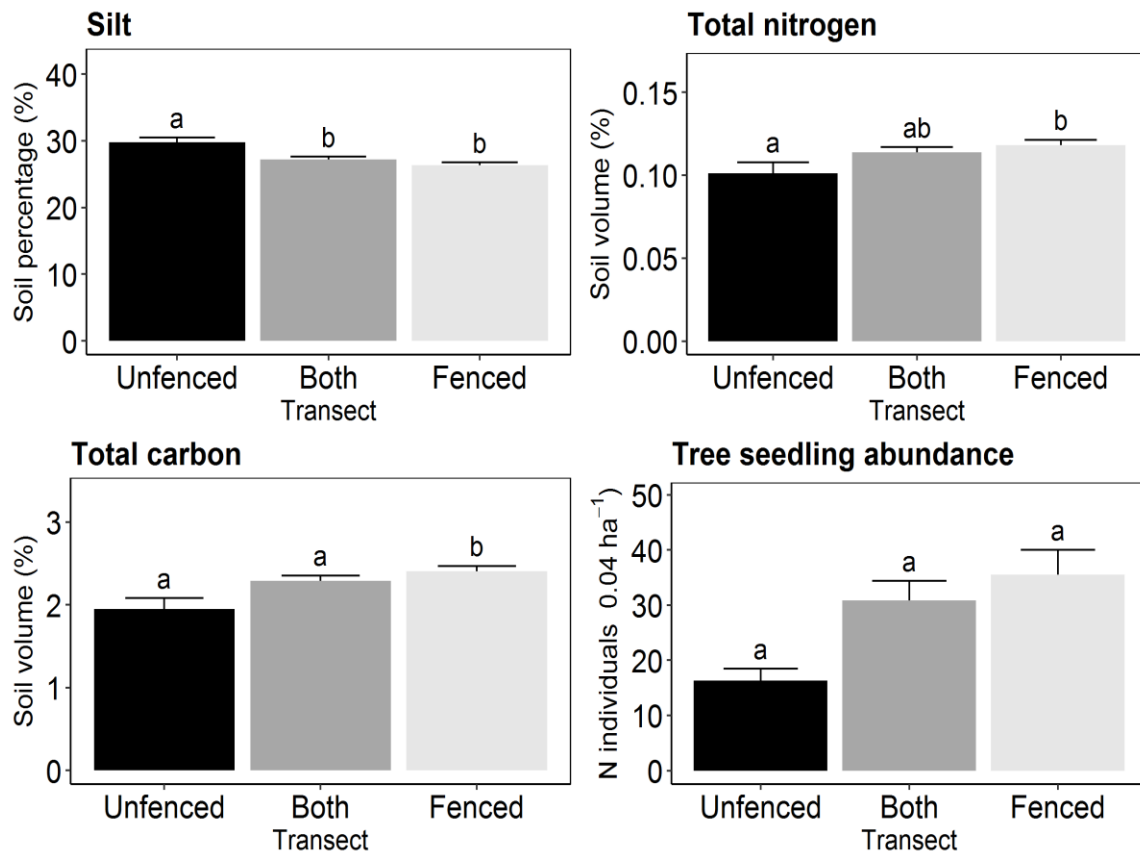 Silt
Soil percentage (%)
40
30
20
10
0
a
b
b
Unfenced Both Fenced
Transect
Total nitrogen
Soil volume (%)
0.15
0.10
0.05
0.00
a
ab
b
Unfenced Both Fenced
Transect
Total carbon
Soil volume (%)
3
2
1
0
a
a
b
Unfenced Both Fenced
Transect
Tree seedling abundance
N individuals 0.04 ha⁻¹
50
40
30
20
10
0
a
a
a
Unfenced Both Fenced
Transect